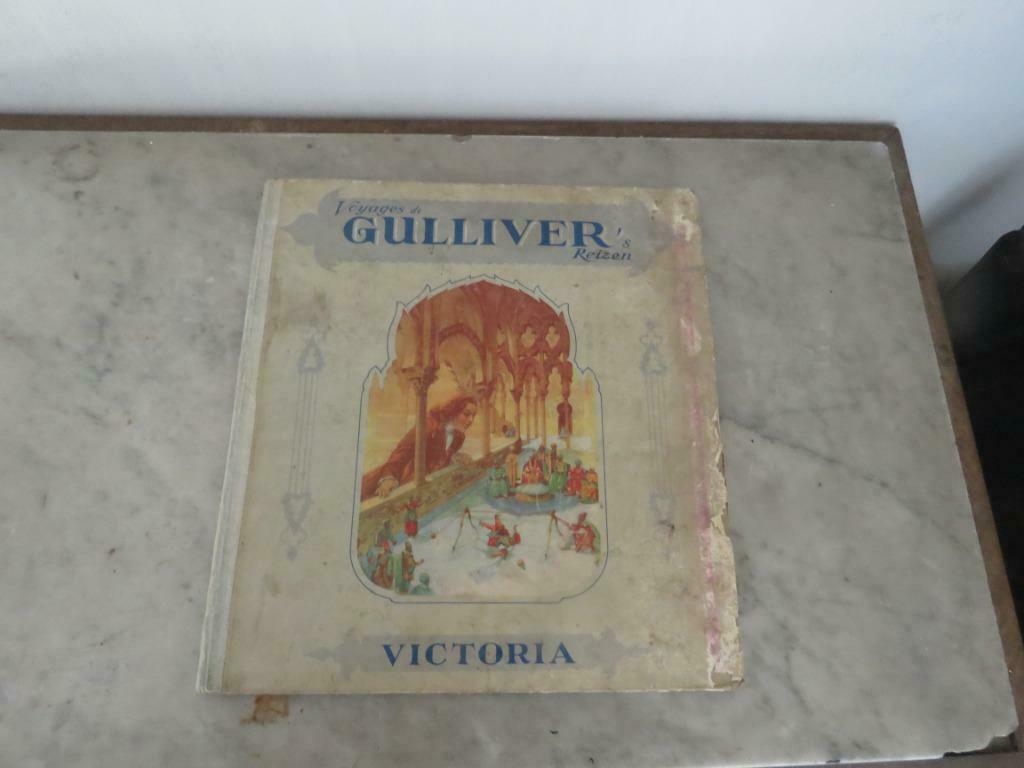 Voyages de
GULLIVER's
Reizen
VICTORIA